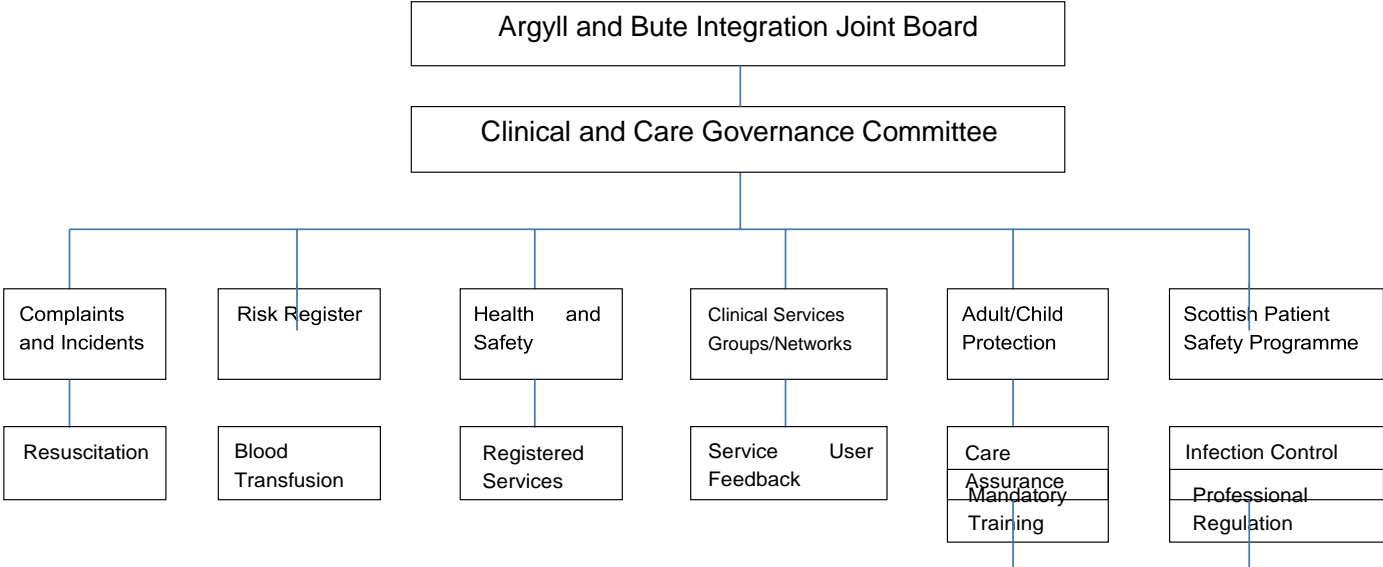 Argyll and Bute Integration Joint Board
Clinical and Care Governance Committee
Complaints
and Incidents
Risk Register
Health and
Safety
Clinical Services
Groups/Networks
Adult/Child
Protection
Scottish Patient
Safety Programme
Resuscitation
Blood
Transfusion
Registered
Services
Service User
Feedback
Care
Assurance
Mandatory
Training
Infection Control
Professional
Regulation